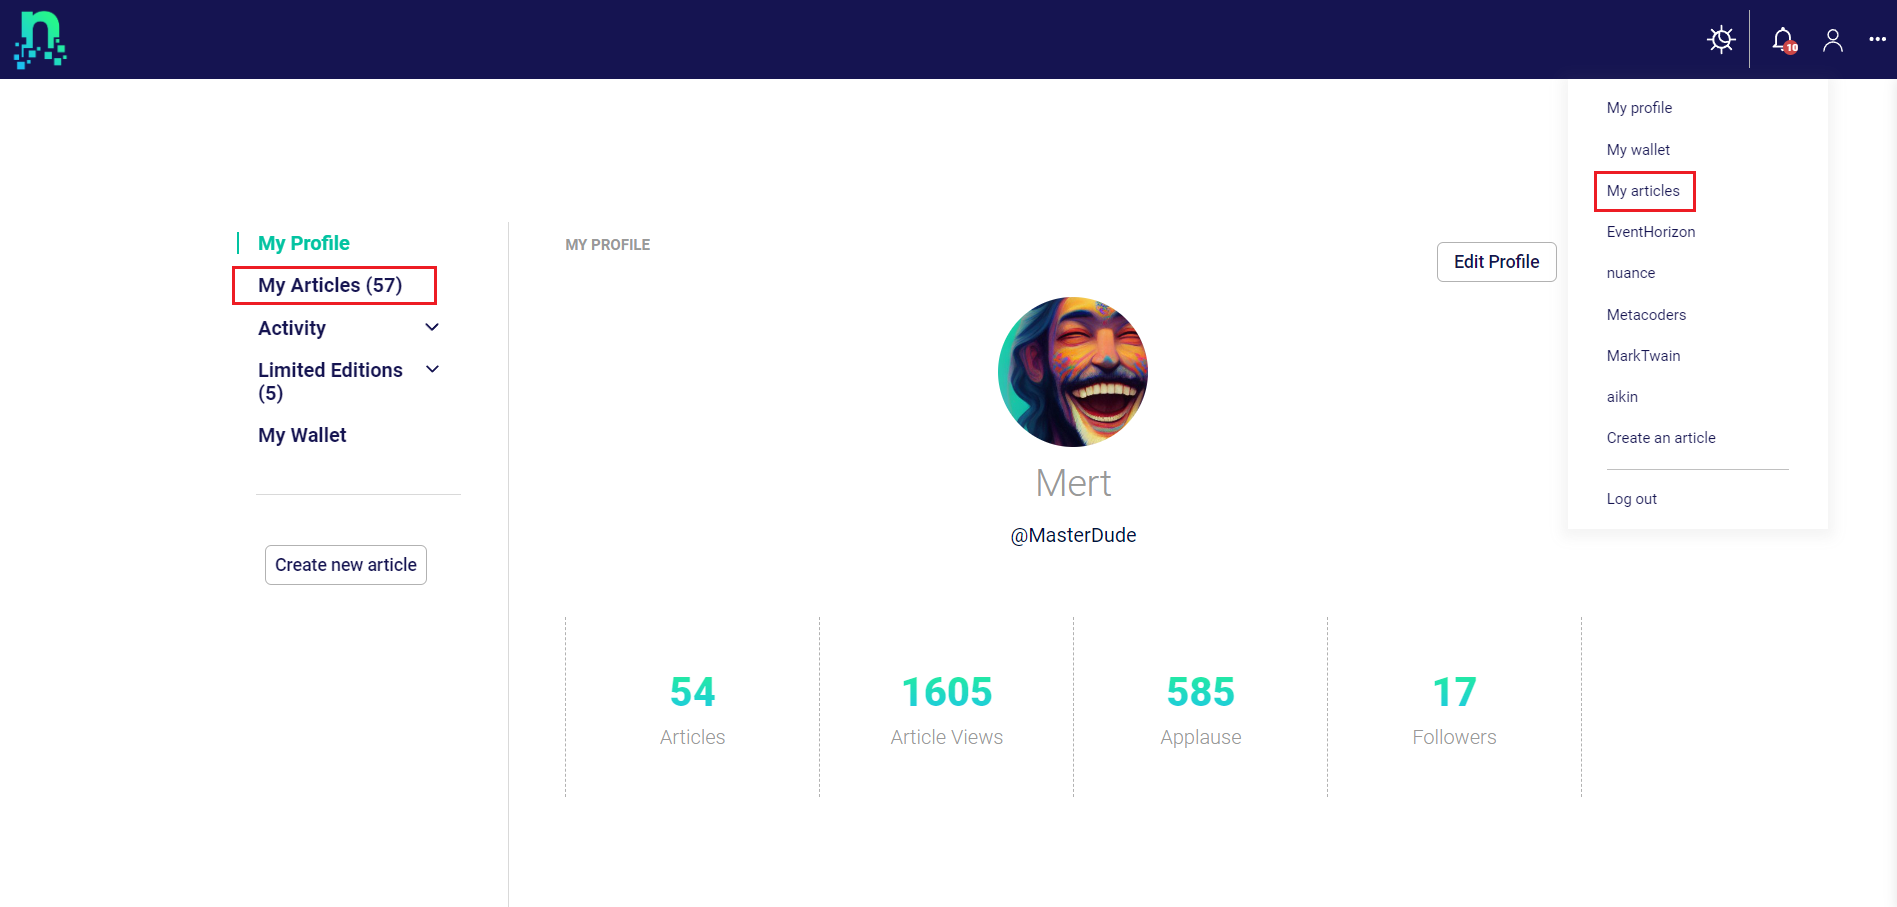 n
10
My profile
My wallet
My articles
EventHorizon
nuance
Metacoders
MarkTwain
aikin
Create an article
Log out
My Profile
My Articles (57)
Activity
Limited Editions
(5)
My Wallet
Create new article
MY PROFILE
Edit Profile
Mert
@MasterDude
54
Articles
1605
Article Views
585
Applause
17
Followers